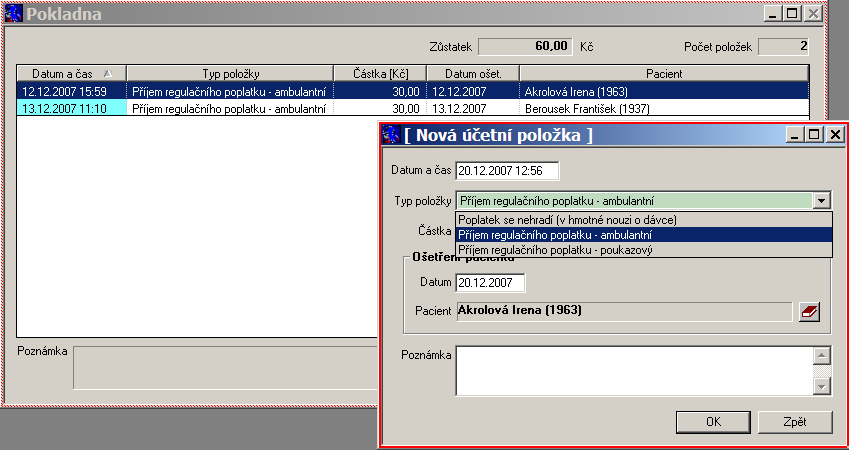 Pokladna
Zůstatek 60,00 Kč Počet položek 2
Datum a čas Typ položky Částka [Kč] Datum ošet. Pacient
12.12.2007 15:59 Příjem regulačního poplatku - ambulantní 30,00 12.12.2007 Akrolová Irena (1963)
13.12.2007 11:10 Příjem regulačního poplatku - ambulantní 30,00 13.12.2007 Berousek František (1937)
Poznámka
[ Nová účetní položka ]
Datum a čas 20.12.2007 12:56
Typ položky Příjem regulačního poplatku - ambulantní
Poplatek se nehradí (v hmotné nouzi o dávce)
Částka Příjem regulačního poplatku - ambulantní
Příjem regulačního poplatku - poukazový
Ošetření pacienta
Datum 20.12.2007
Pacient Akrolová Irena (1963)
Poznámka
OK Zpět